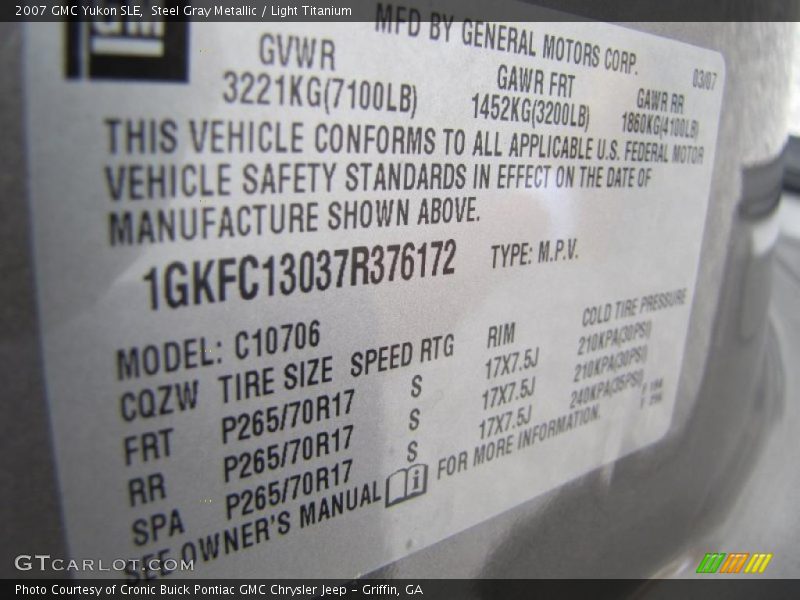 2007 GMC Yukon SLE, Steel Gray Metallic / Light Titanium
GM
MFD BY GENERAL MOTORS CORP.
03/07
GVWR
GAWR FRT
GAWR RR
3221KG(7100LB)
1452KG(3200LB)
1860KG(4100LB)
THIS VEHICLE CONFORMS TO ALL APPLICABLE U.S. FEDERAL MOTOR
VEHICLE SAFETY STANDARDS IN EFFECT ON THE DATE OF
MANUFACTURE SHOWN ABOVE.
1GKFC13037R376172 TYPE: M.P.V.
MODEL: C10706
CQZW TIRE SIZE SPEED RTG RIM COLD TIRE PRESSURE
FRT P265/70R17 S 17X7.5J 210KPA(30PSI)
RR P265/70R17 S 17X7.5J 210KPA(30PSI)
SPA P265/70R17 S 17X7.5J 240KPA(35PSI)
SEE OWNER'S MANUAL FOR MORE INFORMATION.
GTCARLOT.COM
Photo Courtesy of Cronic Buick Pontiac GMC Chrysler Jeep - Griffin, GA